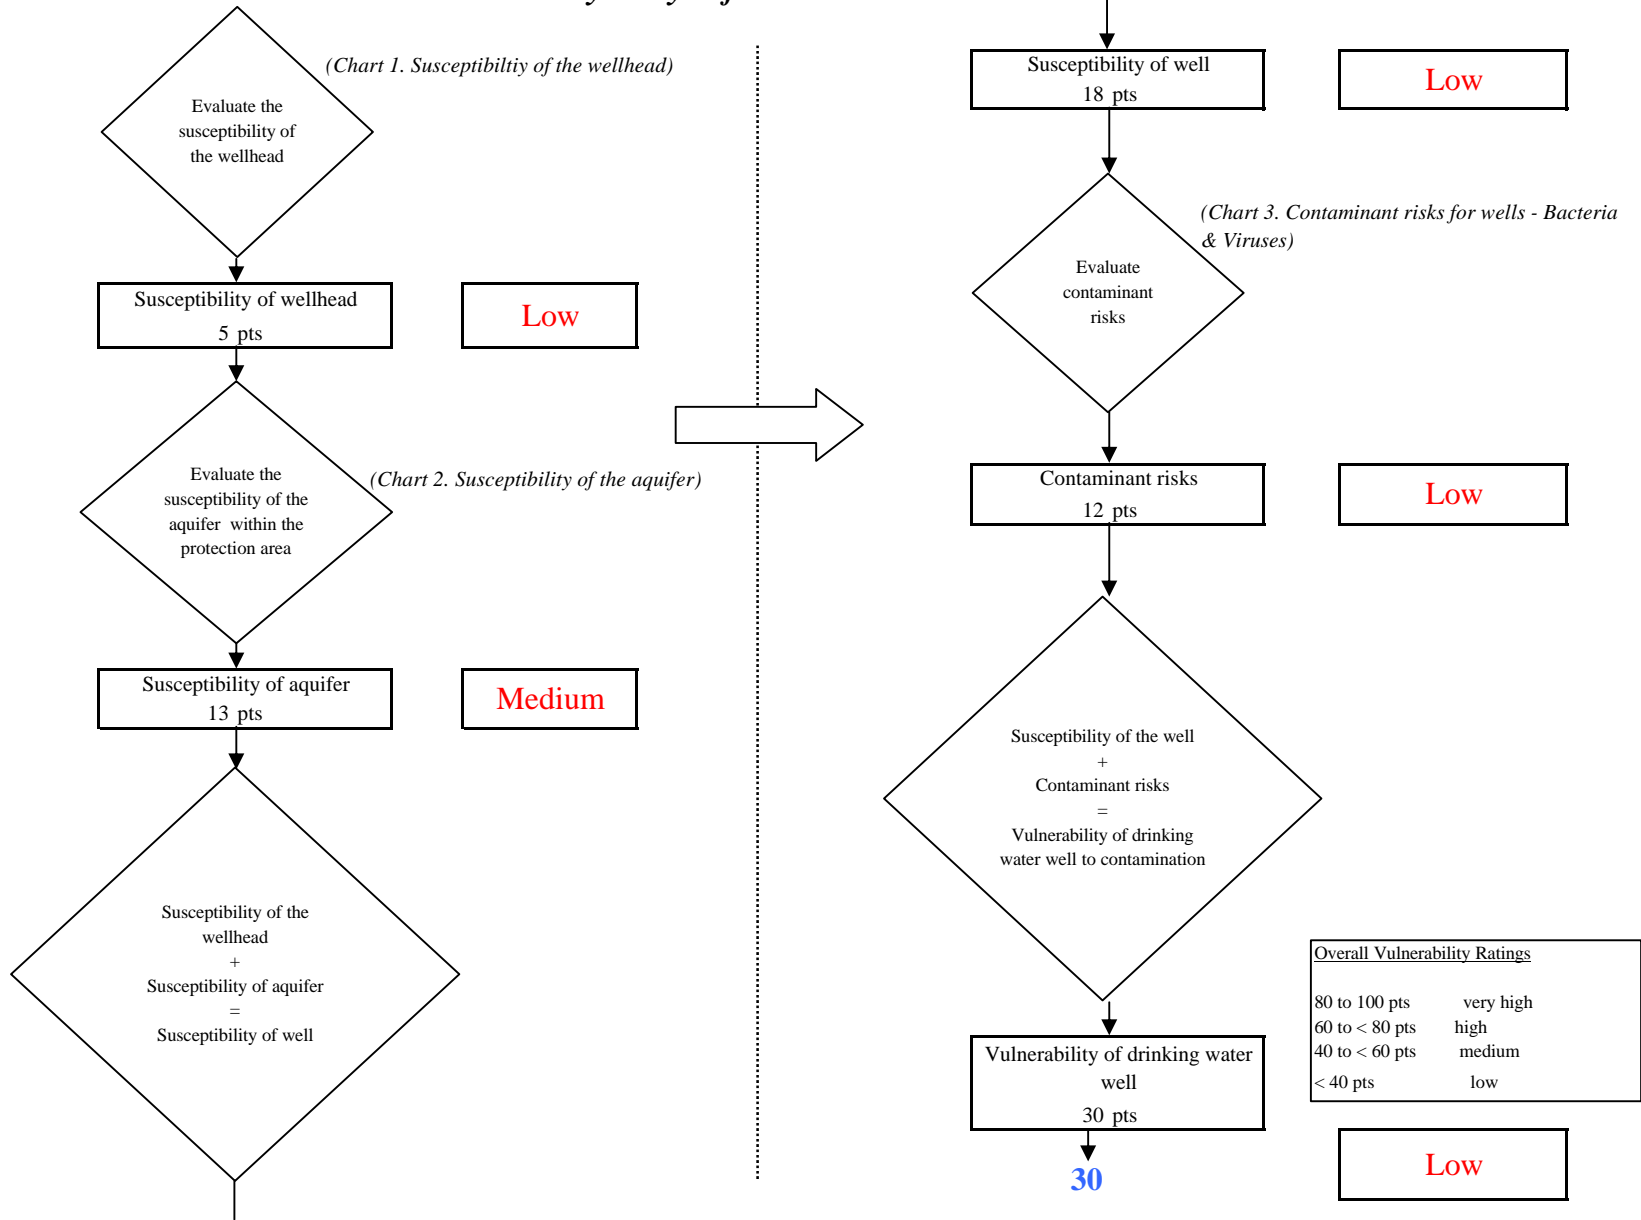 (Chart 1. Susceptibiltiy of the wellhead)
Evaluate the
susceptibility of
the wellhead
Susceptibility of wellhead
5 pts
Low
Evaluate the
susceptibility of the
aquifer within the
protection area
(Chart 2. Susceptibility of the aquifer)
Susceptibility of aquifer
13 pts
Medium
Susceptibility of the
wellhead
+
Susceptibility of aquifer
=
Susceptibility of well
Susceptibility of well
18 pts
Low
(Chart 3. Contaminant risks for wells - Bacteria
& Viruses)
Evaluate
contaminant
risks
Contaminant risks
12 pts
Low
Susceptibility of the well
+
Contaminant risks
=
Vulnerability of drinking
water well to contamination
Overall Vulnerability Ratings
80 to 100 pts very high
60 to < 80 pts high
40 to < 60 pts medium
< 40 pts low
Vulnerability of drinking water
well
30 pts
30
Low